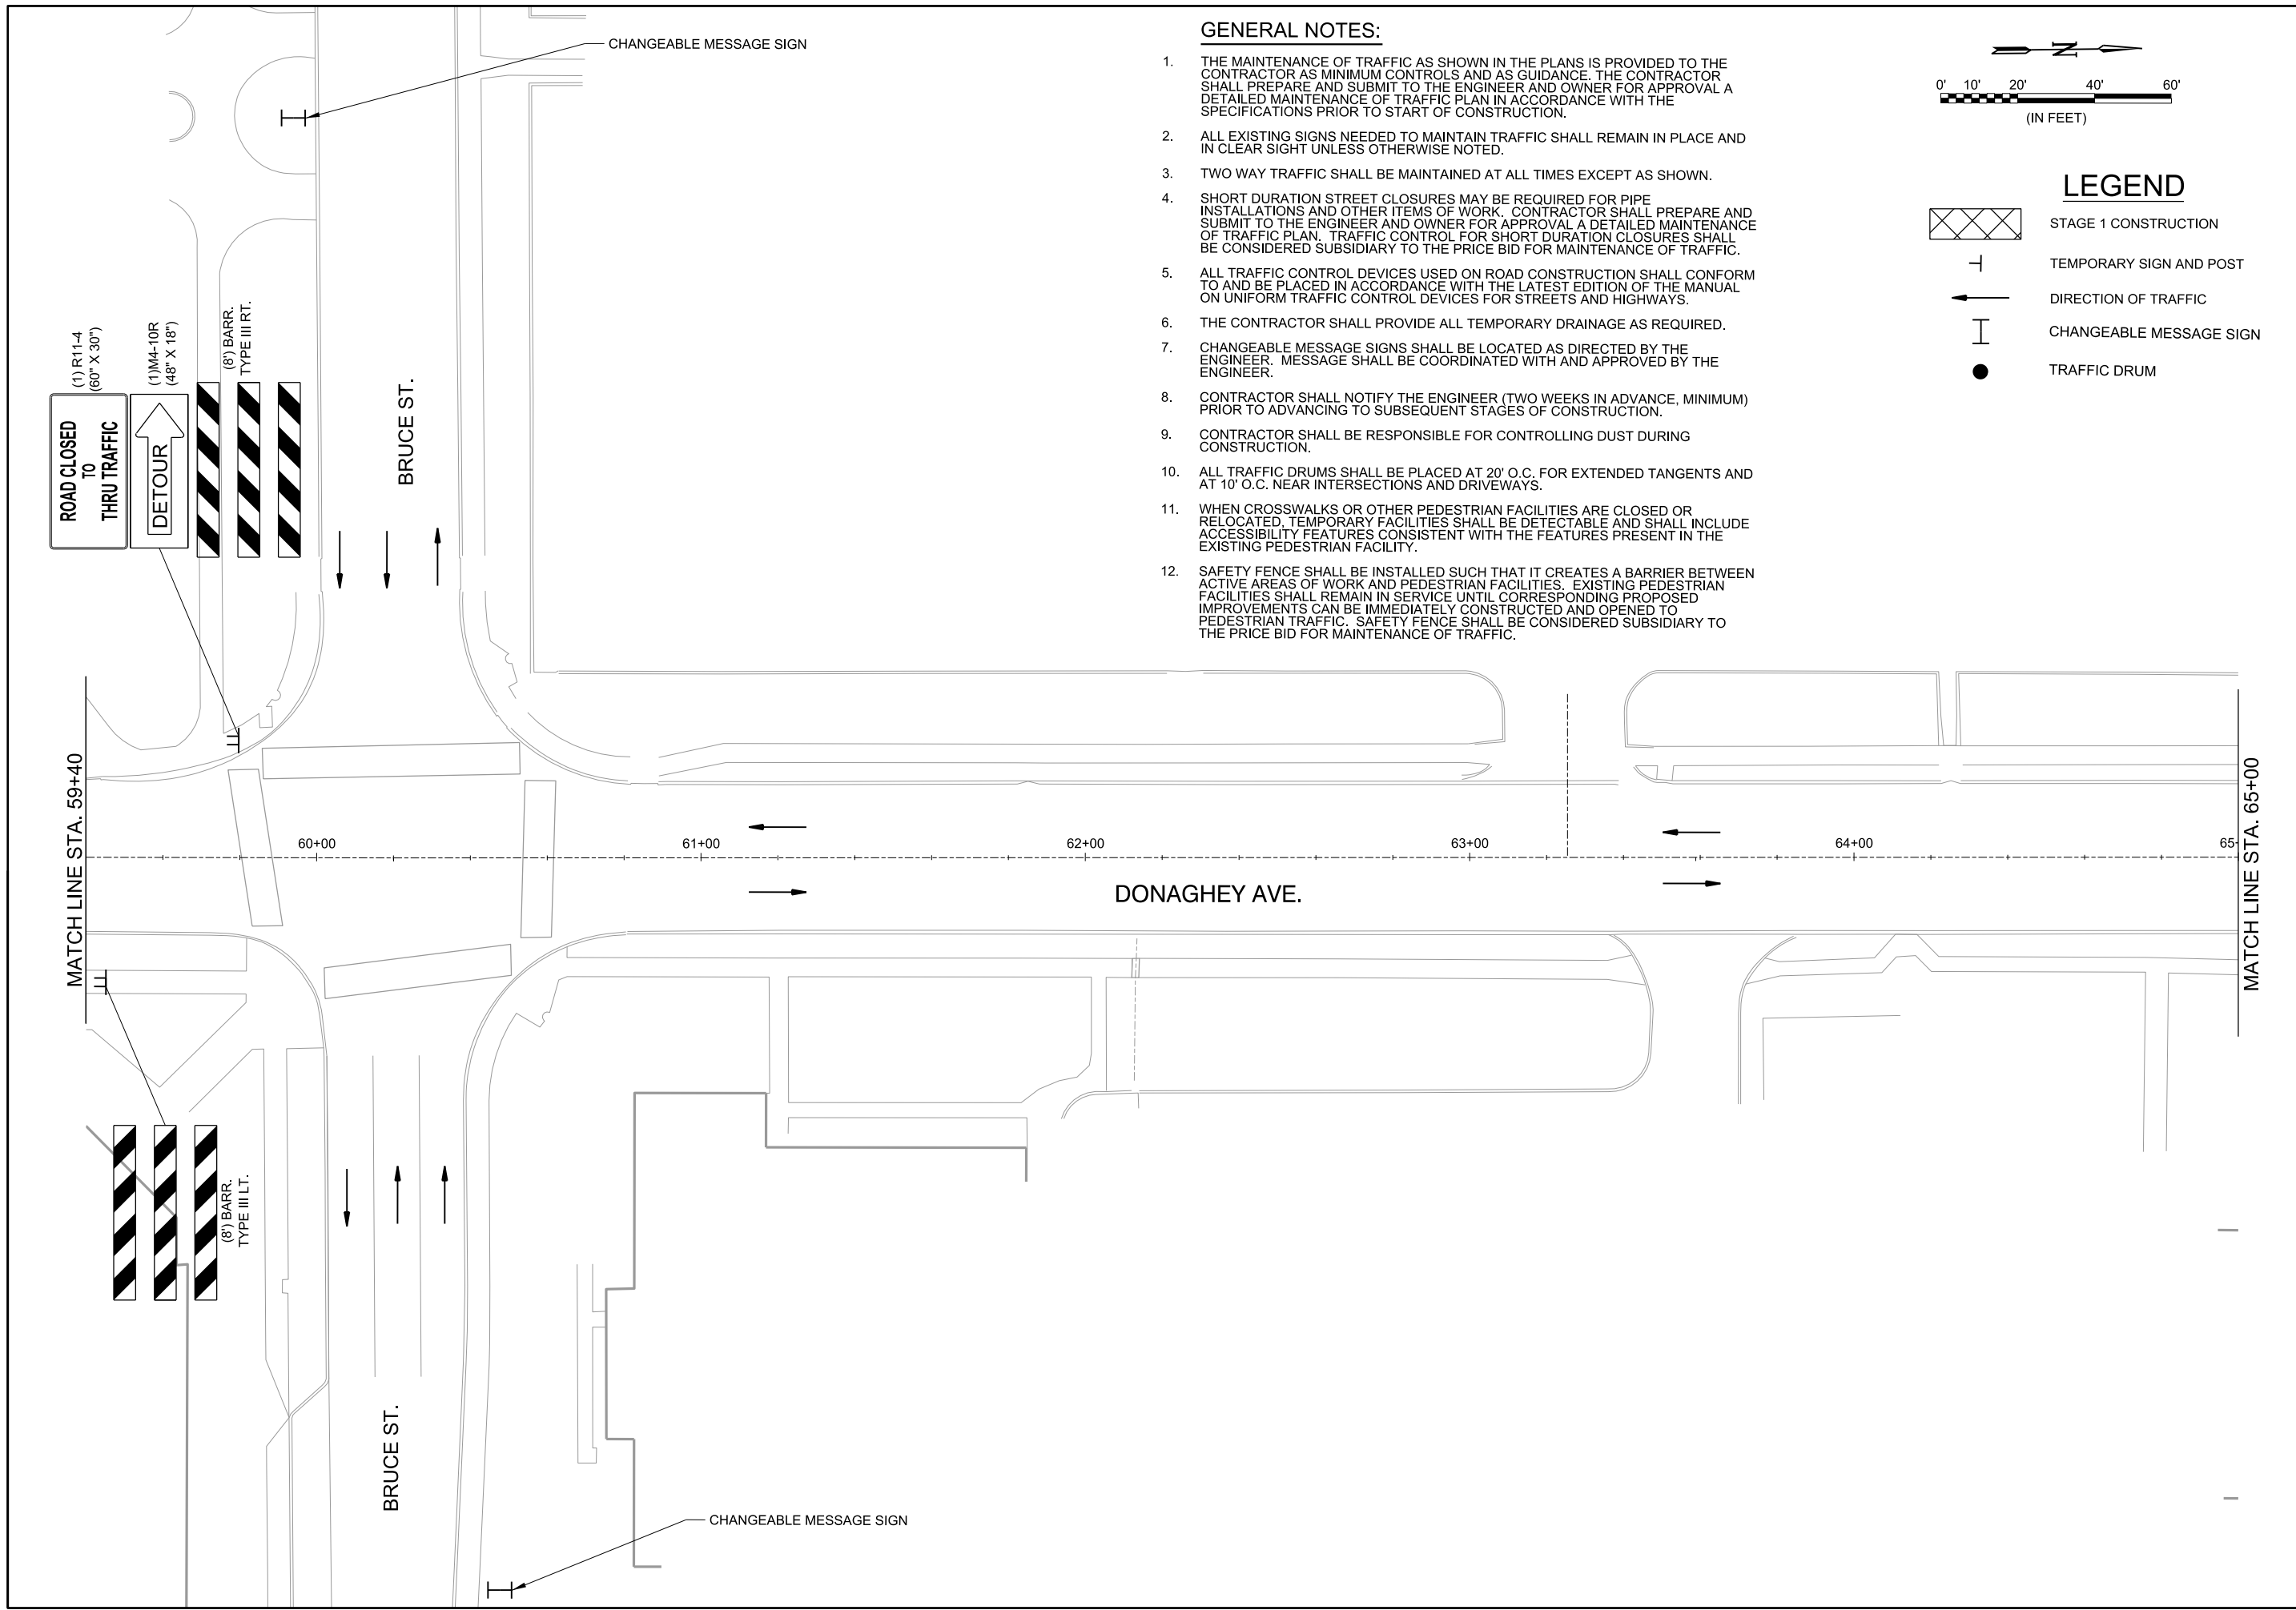 CHANGEABLE MESSAGE SIGN
GENERAL NOTES:
1. THE MAINTENANCE OF TRAFFIC AS SHOWN IN THE PLANS IS PROVIDED TO THE
CONTRACTOR AS MINIMUM CONTROLS AND AS GUIDANCE. THE CONTRACTOR
SHALL PREPARE AND SUBMIT TO THE ENGINEER AND OWNER FOR APPROVAL A
DETAILED MAINTENANCE OF TRAFFIC PLAN IN ACCORDANCE WITH THE
SPECIFICATIONS PRIOR TO START OF CONSTRUCTION.
2. ALL EXISTING SIGNS NEEDED TO MAINTAIN TRAFFIC SHALL REMAIN IN PLACE AND
IN CLEAR SIGHT UNLESS OTHERWISE NOTED.
3. TWO WAY TRAFFIC SHALL BE MAINTAINED AT ALL TIMES EXCEPT AS SHOWN.
4. SHORT DURATION STREET CLOSURES MAY BE REQUIRED FOR PIPE
INSTALLATIONS AND OTHER ITEMS OF WORK. CONTRACTOR SHALL PREPARE AND
SUBMIT TO THE ENGINEER AND OWNER FOR APPROVAL A DETAILED MAINTENANCE
OF TRAFFIC PLAN. TRAFFIC CONTROL FOR SHORT DURATION CLOSURES SHALL
BE CONSIDERED SUBSIDIARY TO THE PRICE BID FOR MAINTENANCE OF TRAFFIC.
5. ALL TRAFFIC CONTROL DEVICES USED ON ROAD CONSTRUCTION SHALL CONFORM
TO AND BE PLACED IN ACCORDANCE WITH THE LATEST EDITION OF THE MANUAL
ON UNIFORM TRAFFIC CONTROL DEVICES FOR STREETS AND HIGHWAYS.
6. THE CONTRACTOR SHALL PROVIDE ALL TEMPORARY DRAINAGE AS REQUIRED.
7. CHANGEABLE MESSAGE SIGNS SHALL BE LOCATED AS DIRECTED BY THE
ENGINEER. MESSAGE SHALL BE COORDINATED WITH AND APPROVED BY THE
ENGINEER.
8. CONTRACTOR SHALL NOTIFY THE ENGINEER (TWO WEEKS IN ADVANCE, MINIMUM)
PRIOR TO ADVANCING TO SUBSEQUENT STAGES OF CONSTRUCTION.
9. CONTRACTOR SHALL BE RESPONSIBLE FOR CONTROLLING DUST DURING
CONSTRUCTION.
10. ALL TRAFFIC DRUMS SHALL BE PLACED AT 20' O.C. FOR EXTENDED TANGENTS AND
AT 10' O.C. NEAR INTERSECTIONS AND DRIVEWAYS.
11. WHEN CROSSWALKS OR OTHER PEDESTRIAN FACILITIES ARE CLOSED OR
RELOCATED, TEMPORARY FACILITIES SHALL BE DETECTABLE AND SHALL INCLUDE
ACCESSIBILITY FEATURES CONSISTENT WITH THE FEATURES PRESENT IN THE
EXISTING PEDESTRIAN FACILITY.
12. SAFETY FENCE SHALL BE INSTALLED SUCH THAT IT CREATES A BARRIER BETWEEN
ACTIVE AREAS OF WORK AND PEDESTRIAN FACILITIES. EXISTING PEDESTRIAN
FACILITIES SHALL REMAIN IN SERVICE UNTIL CORRESPONDING PROPOSED
IMPROVEMENTS CAN BE IMMEDIATELY CONSTRUCTED AND OPENED TO
PEDESTRIAN TRAFFIC. SAFETY FENCE SHALL BE CONSIDERED SUBSIDIARY TO
THE PRICE BID FOR MAINTENANCE OF TRAFFIC.
N
0' 10' 20' 40' 60'
(IN FEET)
LEGEND
STAGE 1 CONSTRUCTION
TEMPORARY SIGN AND POST
DIRECTION OF TRAFFIC
CHANGEABLE MESSAGE SIGN
TRAFFIC DRUM
(1) R11-4
(60" X 30")
ROAD CLOSED
TO
THRU TRAFFIC
(1)M4-10R
(48" X 18")
DETOUR
(8') BARR.
TYPE III RT.
BRUCE ST.
MATCH LINE STA. 59+40
60+00 61+00 62+00 63+00 64+00 65
DONAGHEY AVE.
MATCH LINE STA. 65+00
(8') BARR.
TYPE III LT.
BRUCE ST.
CHANGEABLE MESSAGE SIGN